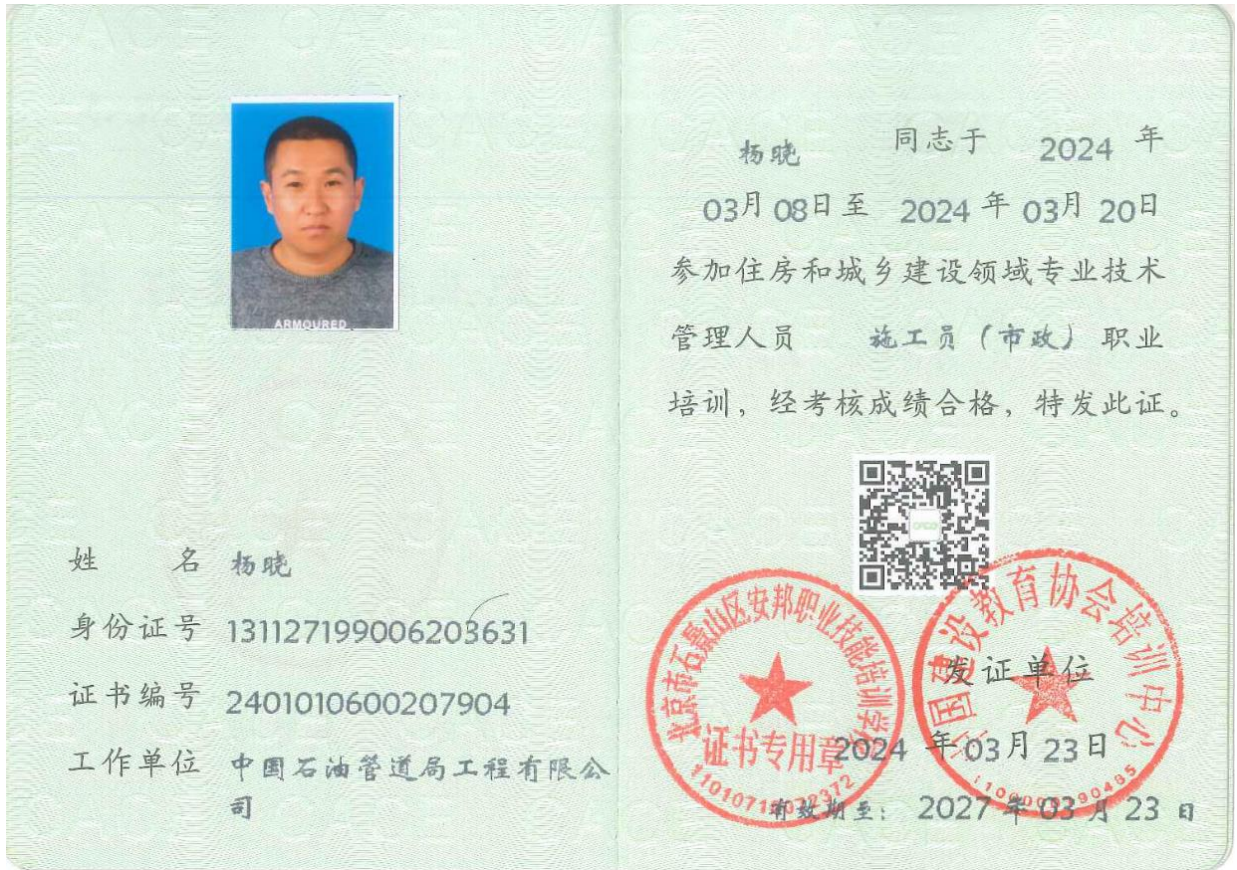 ARMOURED
姓 名 杨晓
身份证号 131127199006203631
证书编号 2401010600207904
工作单位 中国石油管道局工程有限公
司
杨晓 同志于 2024 年
03月 08日至 2024 年 03月 20日
参加住房和城乡建设领域专业技术
管理人员 施工员（市政）职业
培训，经考核成绩合格，特发此证。
北京市石景山区安邦职业技能培训学校
证书专用章
中国建设教育协会培训中心
发证单位
2024 年 03月 23日
有效期至： 2027 年 03 月 23 日